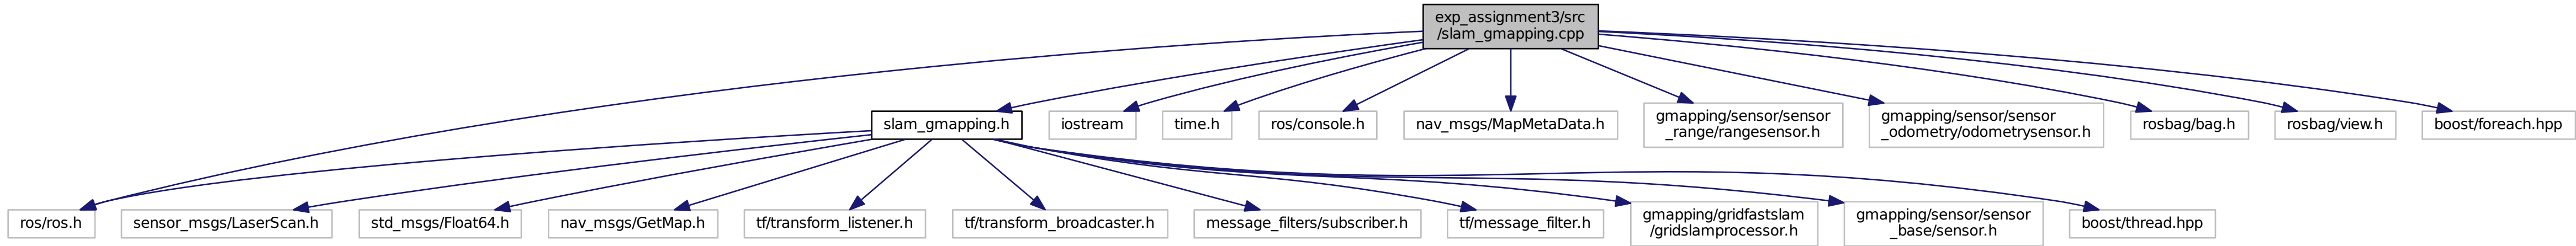 exp_assignment3/src
/slam_gmapping.cpp
slam_gmapping.h
iostream
time.h
ros/console.h
nav_msgs/MapMetaData.h
gmapping/sensor/sensor
_range/rangesensor.h
gmapping/sensor/sensor
_odometry/odometrysensor.h
rosbag/bag.h
rosbag/view.h
boost/foreach.hpp
ros/ros.h
sensor_msgs/LaserScan.h
std_msgs/Float64.h
nav_msgs/GetMap.h
tf/transform_listener.h
tf/transform_broadcaster.h
message_filters/subscriber.h
tf/message_filter.h
gmapping/gridfastslam
/gridslamprocessor.h
gmapping/sensor/sensor
_base/sensor.h
boost/thread.hpp